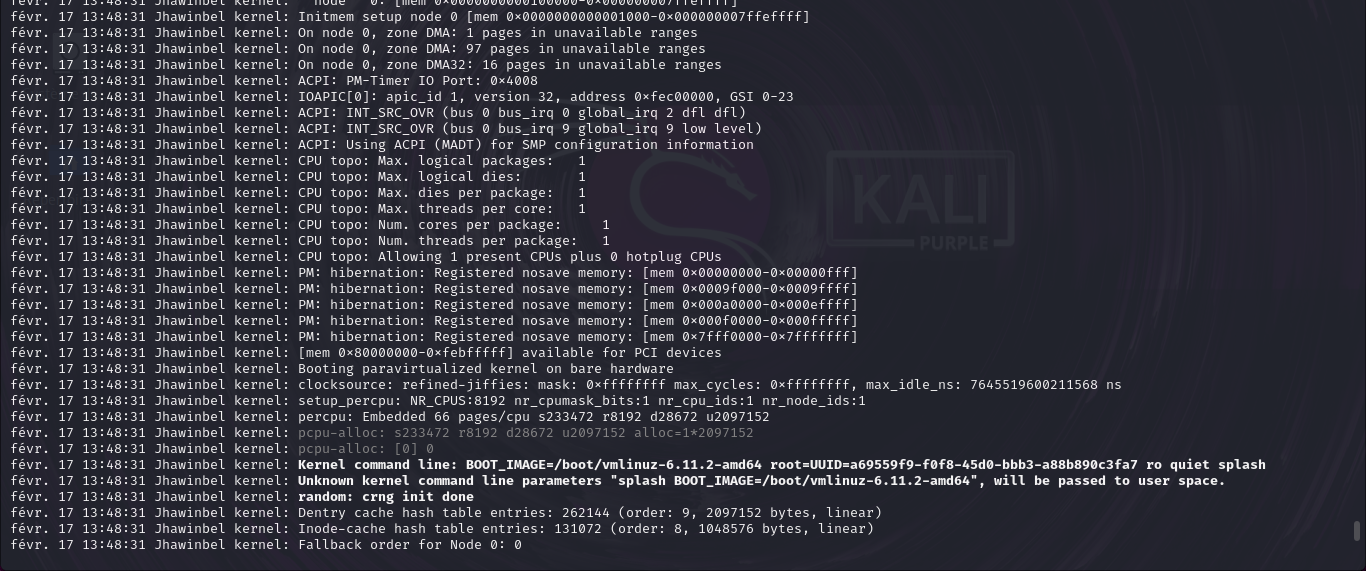 févr. 17 13:48:31 Jhawinbel kernel:   node   0: [mem 0×0000000000100000-0×000000007ffeffff]
févr. 17 13:48:31 Jhawinbel kernel: Initmem setup node 0 [mem 0×0000000000001000-0×000000007ffeffff]
févr. 17 13:48:31 Jhawinbel kernel: On node 0, zone DMA: 1 pages in unavailable ranges
févr. 17 13:48:31 Jhawinbel kernel: On node 0, zone DMA: 97 pages in unavailable ranges
févr. 17 13:48:31 Jhawinbel kernel: On node 0, zone DMA32: 16 pages in unavailable ranges
févr. 17 13:48:31 Jhawinbel kernel: ACPI: PM-Timer IO Port: 0×4008
févr. 17 13:48:31 Jhawinbel kernel: IOAPIC[0]: apic_id 1, version 32, address 0×fec00000, GSI 0-23
févr. 17 13:48:31 Jhawinbel kernel: ACPI: INT_SRC_OVR (bus 0 bus_irq 0 global_irq 2 dfl dfl)
févr. 17 13:48:31 Jhawinbel kernel: ACPI: INT_SRC_OVR (bus 0 bus_irq 9 global_irq 9 low level)
févr. 17 13:48:31 Jhawinbel kernel: ACPI: Using ACPI (MADT) for SMP configuration information
févr. 17 13:48:31 Jhawinbel kernel: CPU topo: Max. logical packages:   1
févr. 17 13:48:31 Jhawinbel kernel: CPU topo: Max. logical dies:       1
févr. 17 13:48:31 Jhawinbel kernel: CPU topo: Max. dies per package:   1
févr. 17 13:48:31 Jhawinbel kernel: CPU topo: Max. threads per core:   1
févr. 17 13:48:31 Jhawinbel kernel: CPU topo: Num. cores per package:     1
févr. 17 13:48:31 Jhawinbel kernel: CPU topo: Num. threads per package:   1
févr. 17 13:48:31 Jhawinbel kernel: CPU topo: Allowing 1 present CPUs plus 0 hotplug CPUs
févr. 17 13:48:31 Jhawinbel kernel: PM: hibernation: Registered nosave memory: [mem 0×00000000-0×00000fff]
févr. 17 13:48:31 Jhawinbel kernel: PM: hibernation: Registered nosave memory: [mem 0×0009f000-0×0009ffff]
févr. 17 13:48:31 Jhawinbel kernel: PM: hibernation: Registered nosave memory: [mem 0×000a0000-0×000effff]
févr. 17 13:48:31 Jhawinbel kernel: PM: hibernation: Registered nosave memory: [mem 0×000f0000-0×000fffff]
févr. 17 13:48:31 Jhawinbel kernel: PM: hibernation: Registered nosave memory: [mem 0×7fff0000-0×7fffffff]
févr. 17 13:48:31 Jhawinbel kernel: [mem 0×80000000-0×febfffff] available for PCI devices
févr. 17 13:48:31 Jhawinbel kernel: Booting paravirtualized kernel on bare hardware
févr. 17 13:48:31 Jhawinbel kernel: clocksource: refined-jiffies: mask: 0×ffffffff max_cycles: 0×ffffffff, max_idle_ns: 7645519600211568 ns
févr. 17 13:48:31 Jhawinbel kernel: setup_percpu: NR_CPUS:8192 nr_cpumask_bits:1 nr_cpu_ids:1 nr_node_ids:1
févr. 17 13:48:31 Jhawinbel kernel: percpu: Embedded 66 pages/cpu s233472 r8192 d28672 u2097152
févr. 17 13:48:31 Jhawinbel kernel: pcpu-alloc: s233472 r8192 d28672 u2097152 alloc=1*2097152
févr. 17 13:48:31 Jhawinbel kernel: pcpu-alloc: [0] 0
févr. 17 13:48:31 Jhawinbel kernel: Kernel command line: BOOT_IMAGE=/boot/vmlinuz-6.11.2-amd64 root=UUID=a69559f9-f0f8-45d0-bbb3-a88b890c3fa7 ro quiet splash
févr. 17 13:48:31 Jhawinbel kernel: Unknown kernel command line parameters "splash BOOT_IMAGE=/boot/vmlinuz-6.11.2-amd64", will be passed to user space.
févr. 17 13:48:31 Jhawinbel kernel: random: crng init done
févr. 17 13:48:31 Jhawinbel kernel: Dentry cache hash table entries: 262144 (order: 9, 2097152 bytes, linear)
févr. 17 13:48:31 Jhawinbel kernel: Inode-cache hash table entries: 131072 (order: 8, 1048576 bytes, linear)
févr. 17 13:48:31 Jhawinbel kernel: Fallback order for Node 0: 0
KALI
PURPLE